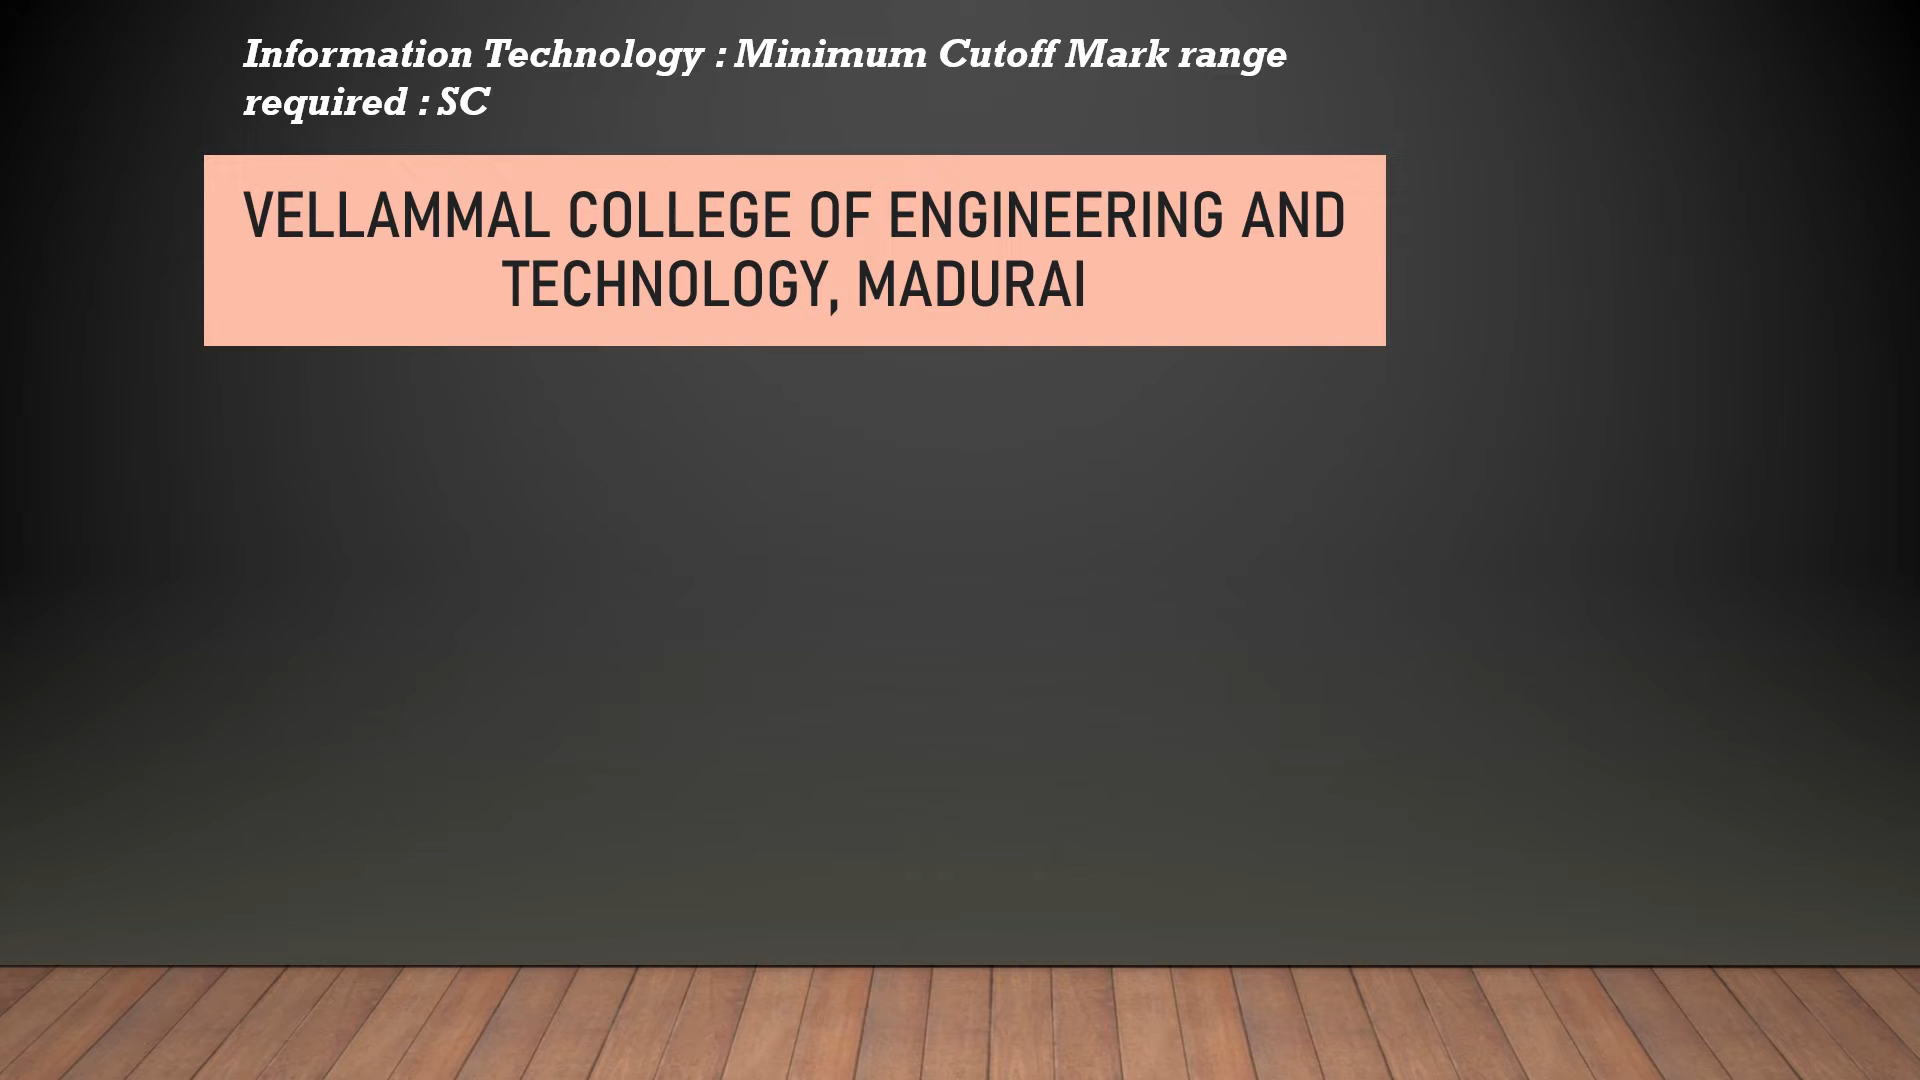 Information Technology : Minimum Cutoff Mark range
required : SC
VELLAMMAL COLLEGE OF ENGINEERING AND
TECHNOLOGY, MADURAI